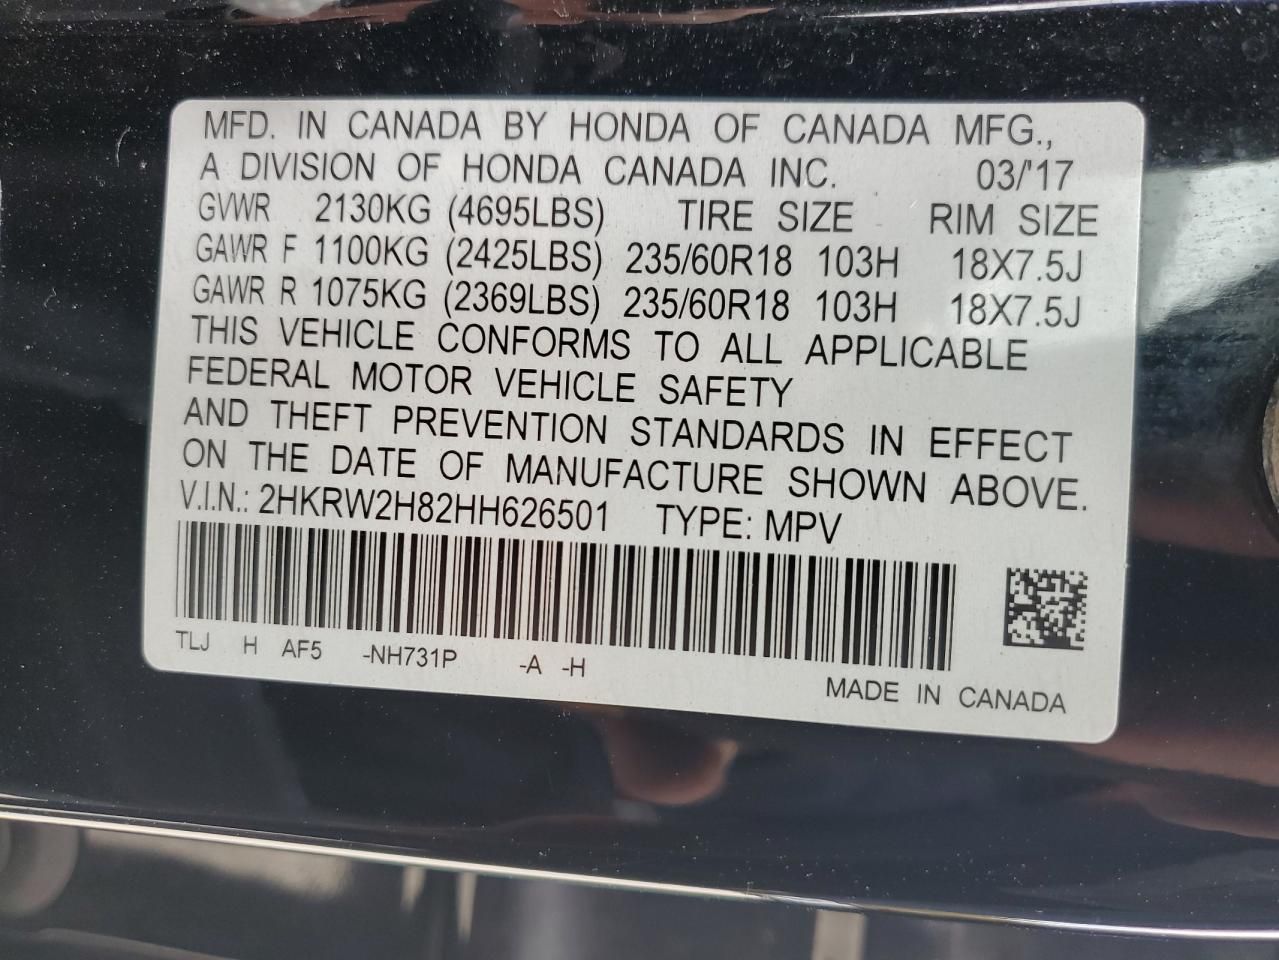 MFD. IN CANADA BY HONDA OF CANADA MFG.,
A DIVISION OF HONDA CANADA INC. 03/'17
GVWR 2130KG (4695LBS) TIRE SIZE RIM SIZE
GAWR F 1100KG (2425LBS) 235/60R18 103H 18X7.5J
GAWR R 1075KG (2369LBS) 235/60R18 103H 18X7.5J
THIS VEHICLE CONFORMS TO ALL APPLICABLE
FEDERAL MOTOR VEHICLE SAFETY
AND THEFT PREVENTION STANDARDS IN EFFECT
ON THE DATE OF MANUFACTURE SHOWN ABOVE.
V.I.N.: 2HKRW2H82HH626501 TYPE: MPV
TLJ H AF5 -NH731P -A -H
MADE IN CANADA